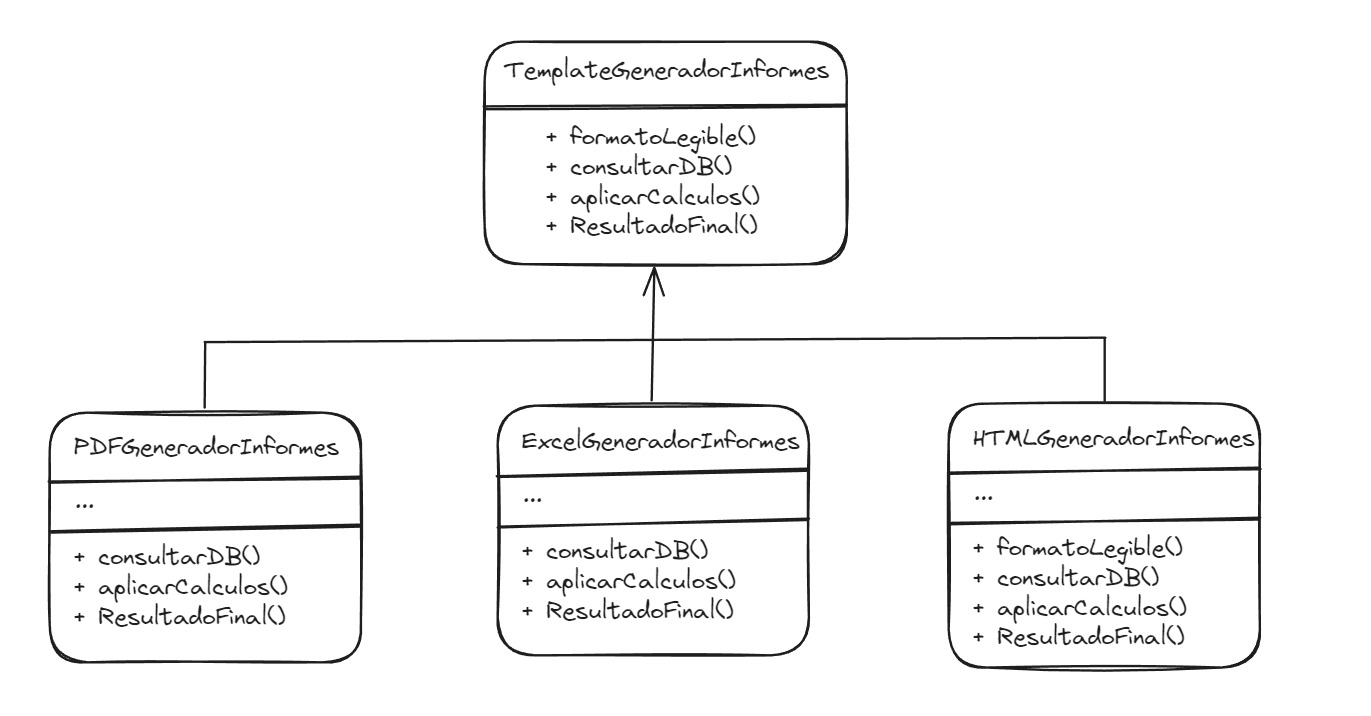 TemplateGeneradorInformes
+ formatoLegible()
+ consultarDB()
+ aplicarCalculos()
+ ResultadoFinal()
PDFGeneradorInformes
...
+ consultarDB()
+ aplicarCalculos()
+ ResultadoFinal()
ExcelGeneradorInformes
...
+ consultarDB()
+ aplicarCalculos()
+ ResultadoFinal()
HTMLGeneradorInformes
...
+ formatoLegible()
+ consultarDB()
+ aplicarCalculos()
+ ResultadoFinal()